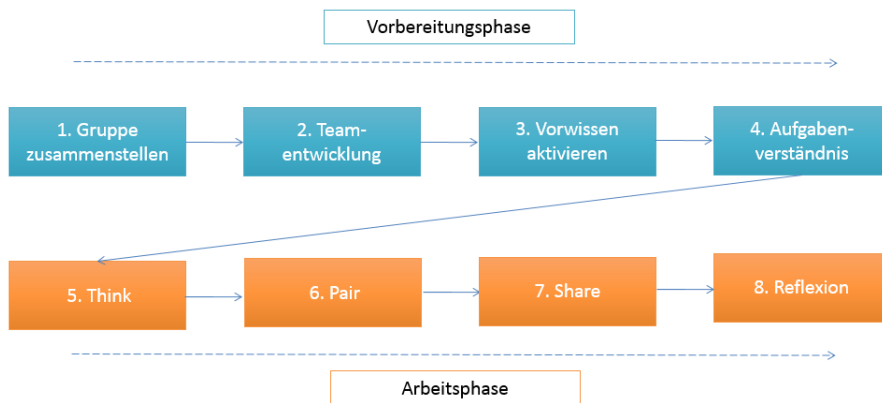 Vorbereitungsphase
1. Gruppe
zusammenstellen
2. Team-
entwicklung
3. Vorwissen
aktivieren
4. Aufgaben-
verständnis
5. Think
6. Pair
7. Share
8. Reflexion
Arbeitsphase